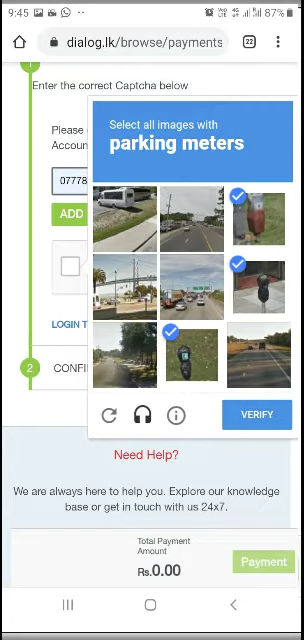 9:45
87%
dialog.lk/browse/payments
22
1
Enter the correct Captcha below
Please
Accoun
07778
ADD
LOGIN T
2
CONFI
Select all images with
parking meters
VERIFY
Need Help?
We are always here to help you. Explore our knowledge
base or get in touch with us 24x7.
Total Payment
Amount
Rs.0.00
Payment